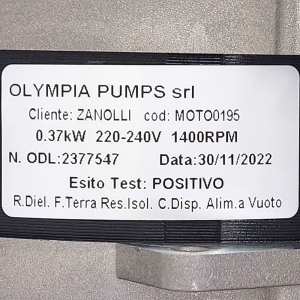 OLYMPIA PUMPS srl
Cliente: ZANOLLI cod: MOTO0195
0.37kW 220-240V 1400RPM
N. ODL:2377547 Data:30/11/2022
Esito Test: POSITIVO
R.Diel. F.Terra Res.Isol. C.Disp. Alim.a Vuoto